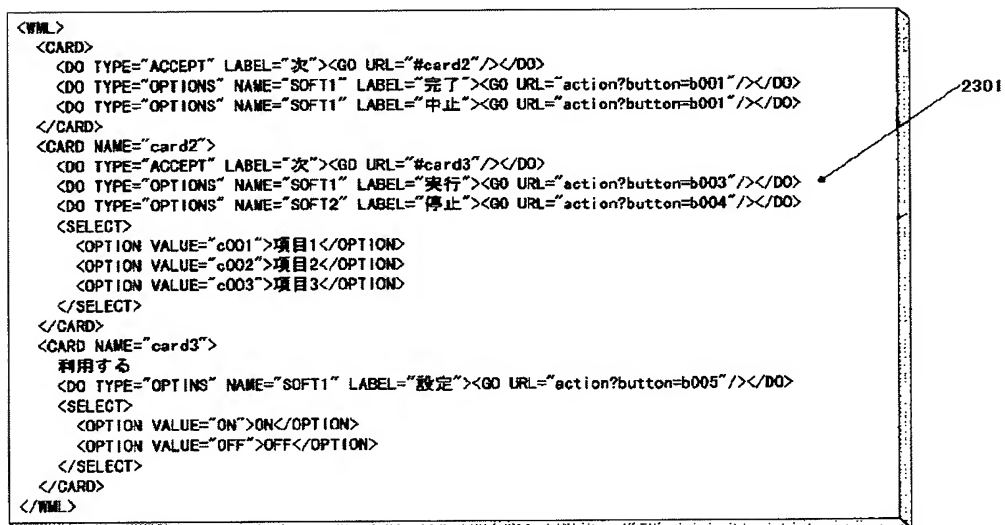 <WML>
<CARD>
<DO TYPE="ACCEPT" LABEL="次"><GO URL="#card2"/></DO>
<DO TYPE="OPTIONS" NAME="SOFT1" LABEL="完了"><GO URL="action?button=b001"/></DO>
<DO TYPE="OPTIONS" NAME="SOFT1" LABEL="中止"><GO URL="action?button=b001"/></DO>
</CARD>
<CARD NAME="card2">
<DO TYPE="ACCEPT" LABEL="次"><GO URL="#card3"/></DO>
<DO TYPE="OPTIONS" NAME="SOFT1" LABEL="実行"><GO URL="action?button=b003"/></DO>
<DO TYPE="OPTIONS" NAME="SOFT2" LABEL="停止"><GO URL="action?button=b004"/></DO>
<SELECT>
<OPTION VALUE="c001">項目1</OPTION>
<OPTION VALUE="c002">項目2</OPTION>
<OPTION VALUE="c003">項目3</OPTION>
</SELECT>
</CARD>
<CARD NAME="card3">
利用する
<DO TYPE="OPTINS" NAME="SOFT1" LABEL="設定"><GO URL="action?button=b005"/></DO>
<SELECT>
<OPTION VALUE="ON">ON</OPTION>
<OPTION VALUE="OFF">OFF</OPTION>
</SELECT>
</CARD>
</WML>
2301